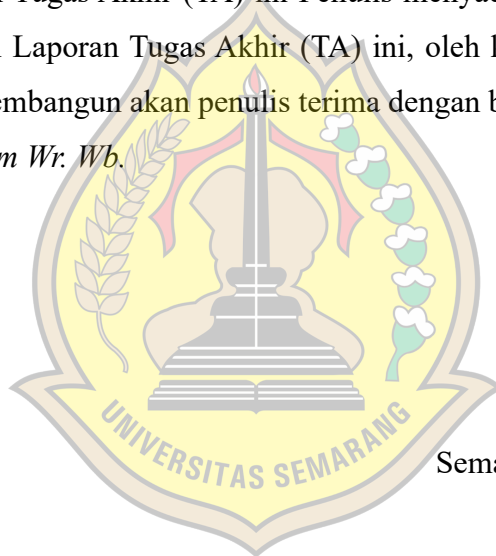 Tugas Akhir (TA) ini Penulis menyad
Laporan Tugas Akhir (TA) ini, oleh
embangun akan penulis terima dengan b
m Wr. Wb.
UNIVERSITAS SEMARANG
Sema